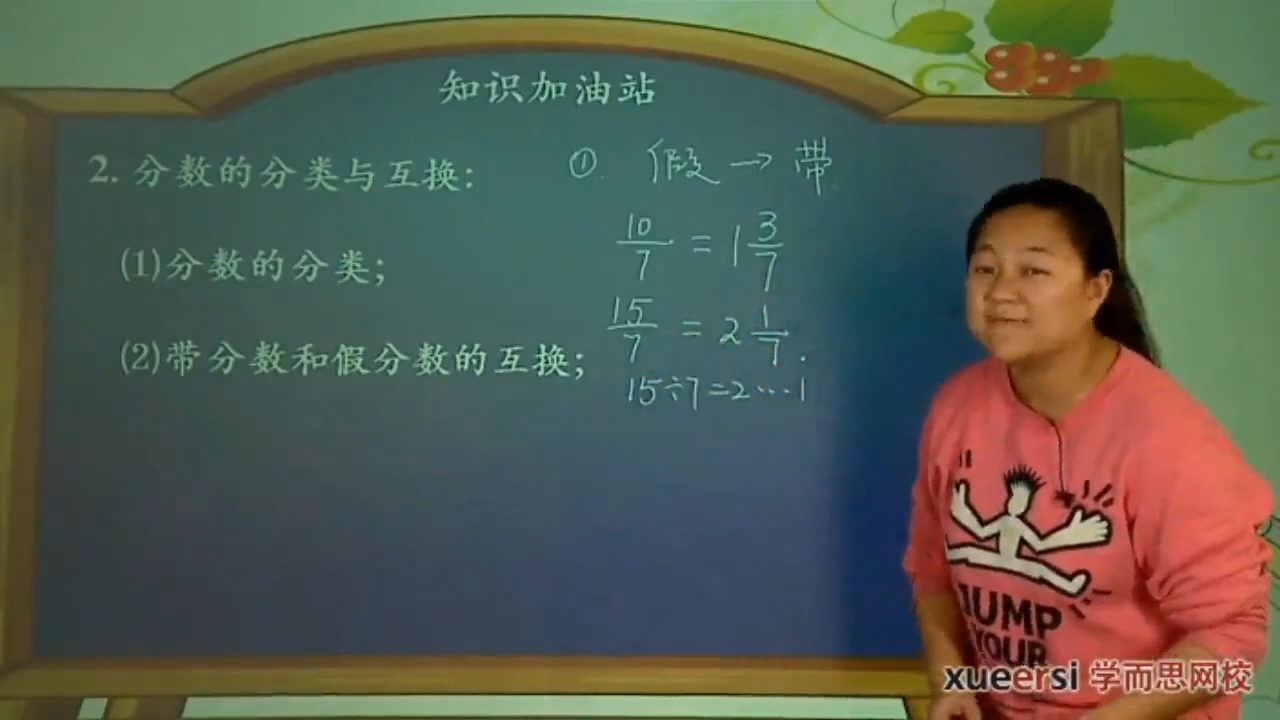 知识加油站
2. 分数的分类与互换:
(1)分数的分类;
(2)带分数和假分数的互换;
① 假→带
10/7 = 1 3/7
15/7 = 2 1/7.
15÷7=2…1
JUMP
YOUR
xueersi 学而思网校